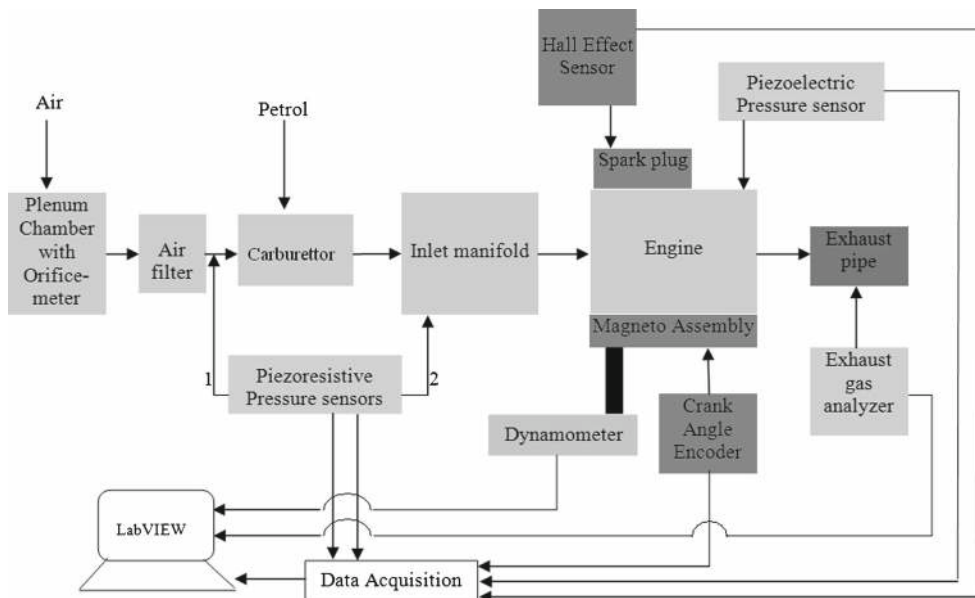 Hall Effect
Sensor
Piezoelectric
Pressure sensor
Air
Petrol
Spark plug
Plenum
Chamber
with
Orifice-
meter
Air
filter
Carburettor
Inlet manifold
Engine
Exhaust
pipe
Magneto Assembly
1
Piezoresistive
Pressure sensors
2
Exhaust
gas
analyzer
Crank
Angle
Encoder
Dynamometer
LabVIEW
Data Acquisition